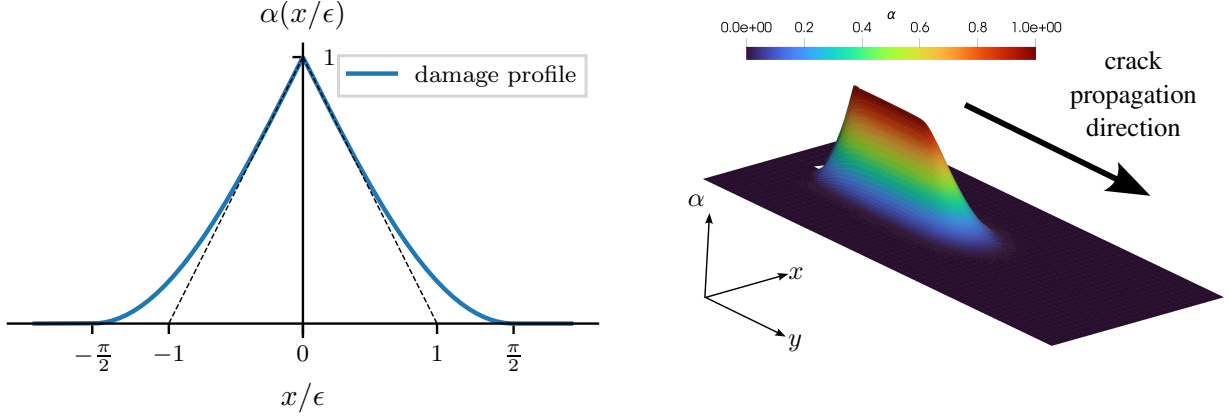 α(x/ϵ)
1
damage profile
−π/2
−1
0
1
π/2
x/ϵ
α
0.0e+00 0.2 0.4 0.6 0.8 1.0e+00
crack
propagation
direction
α
x
y